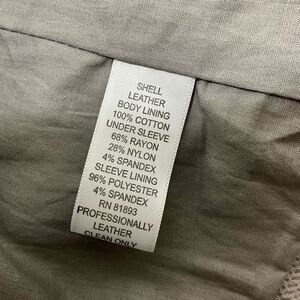 SHELL
LEATHER
BODY LINING
100% COTTON
UNDER SLEEVE
68% RAYON
28% NYLON
4% SPANDEX
SLEEVE LINING
96% POLYESTER
4% SPANDEX
RN 81893
PROFESSIONALLY
LEATHER
CLEAN ONLY